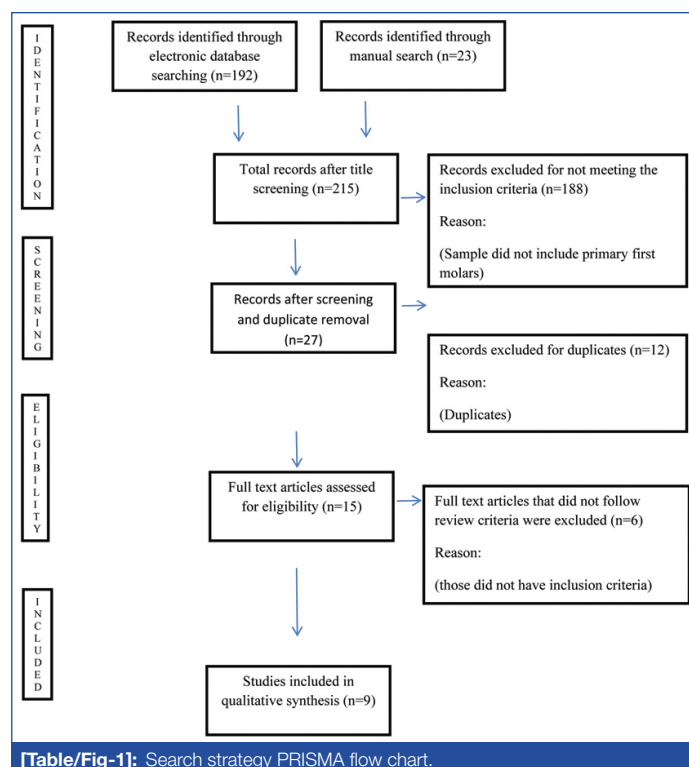 IDENTIFICATION
Records identified through
electronic database
searching (n=192)
Records identified through
manual search (n=23)
Total records after title
screening (n=215)
Records excluded for not meeting the
inclusion criteria (n=188)
Reason:
(Sample did not include primary first
molars)
SCREENING
Records after screening
and duplicate removal
(n=27)
Records excluded for duplicates (n=12)
Reason:
(Duplicates)
ELIGIBILITY
Full text articles assessed
for eligibility (n=15)
Full text articles that did not follow
review criteria were excluded (n=6)
Reason:
(those did not have inclusion criteria)
INCLUDED
Studies included in
qualitative synthesis (n=9)
[Table/Fig-1]: Search strategy PRISMA flow chart.